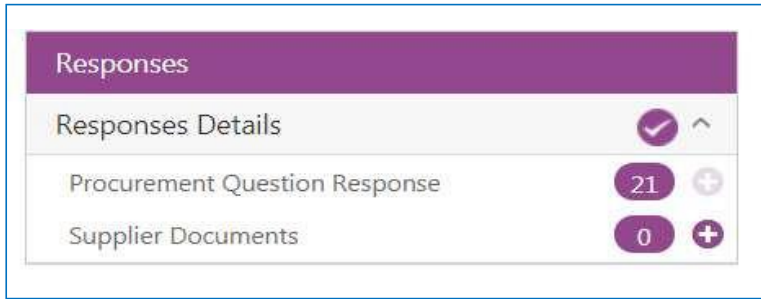 Responses
Responses Details
Procurement Question Response 21
Supplier Documents 0